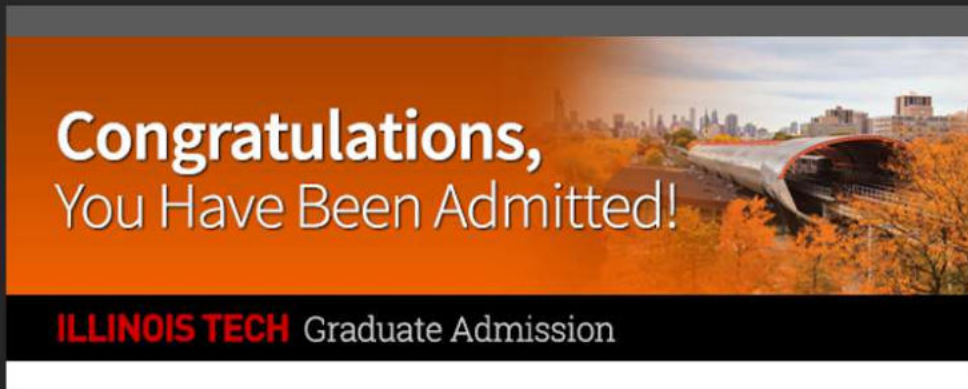 Congratulations,
You Have Been Admitted!
ILLINOIS TECH Graduate Admission